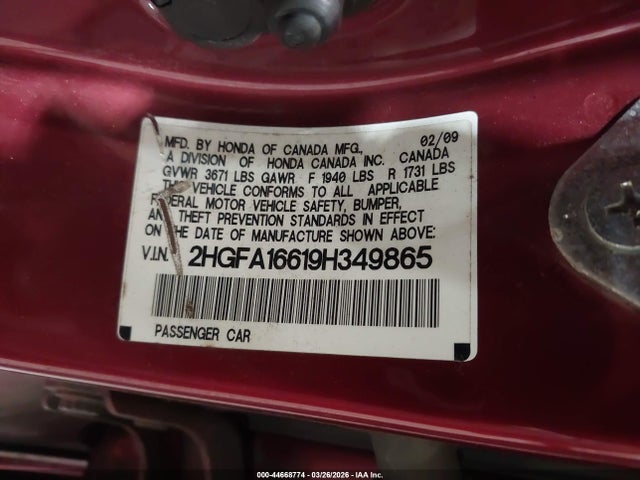 MFD. BY HONDA OF CANADA MFG., 02/09
A DIVISION OF HONDA CANADA INC. CANADA
GVWR 3671 LBS GAWR F 1940 LBS R 1731 LBS
THE VEHICLE CONFORMS TO ALL APPLICABLE
FEDERAL MOTOR VEHICLE SAFETY, BUMPER,
AND THEFT PREVENTION STANDARDS IN EFFECT
ON THE DATE OF MANUFACTURE SHOWN ABOVE:
V.I.N. 2HGFA16619H349865
PASSENGER CAR
000-44668774 | 03/26/2026 | IAA Inc.